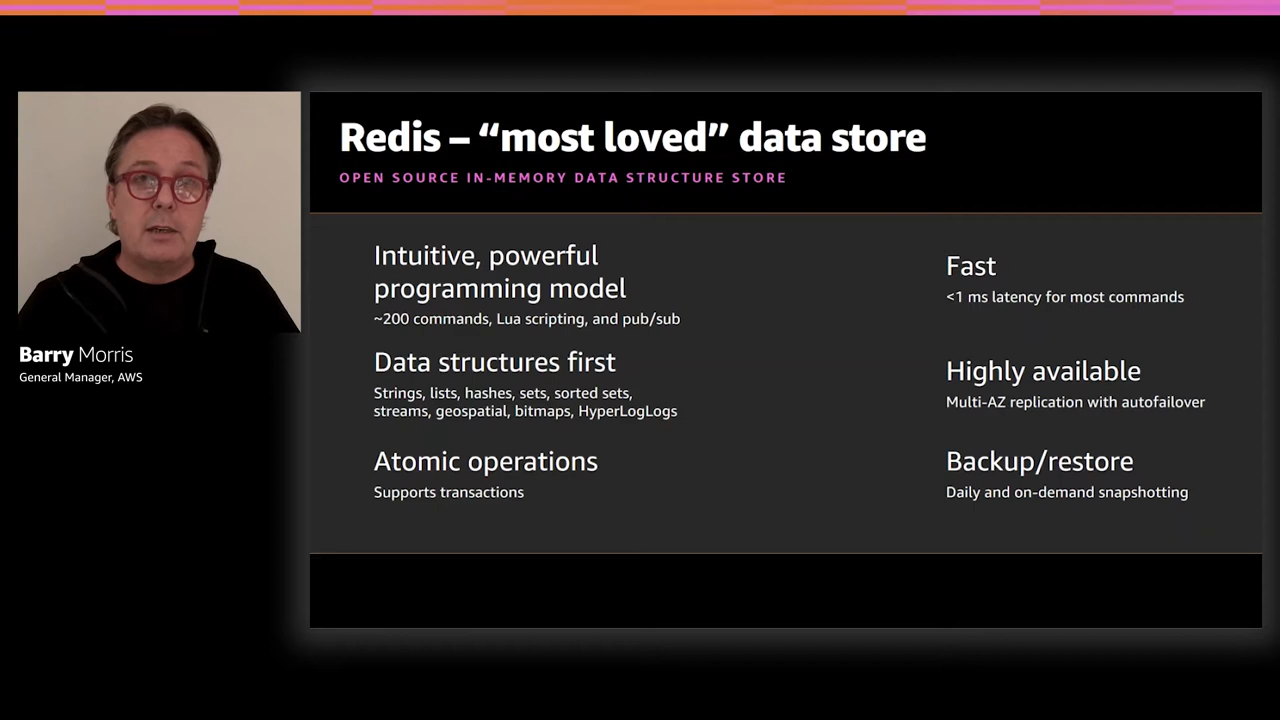 Redis – “most loved” data store
OPEN SOURCE IN-MEMORY DATA STRUCTURE STORE
Intuitive, powerful
programming model
~200 commands, Lua scripting, and pub/sub
Data structures first
Strings, lists, hashes, sets, sorted sets,
streams, geospatial, bitmaps, HyperLogLogs
Atomic operations
Supports transactions
Fast
<1 ms latency for most commands
Highly available
Multi-AZ replication with autofailover
Backup/restore
Daily and on-demand snapshotting
Barry Morris
General Manager, AWS